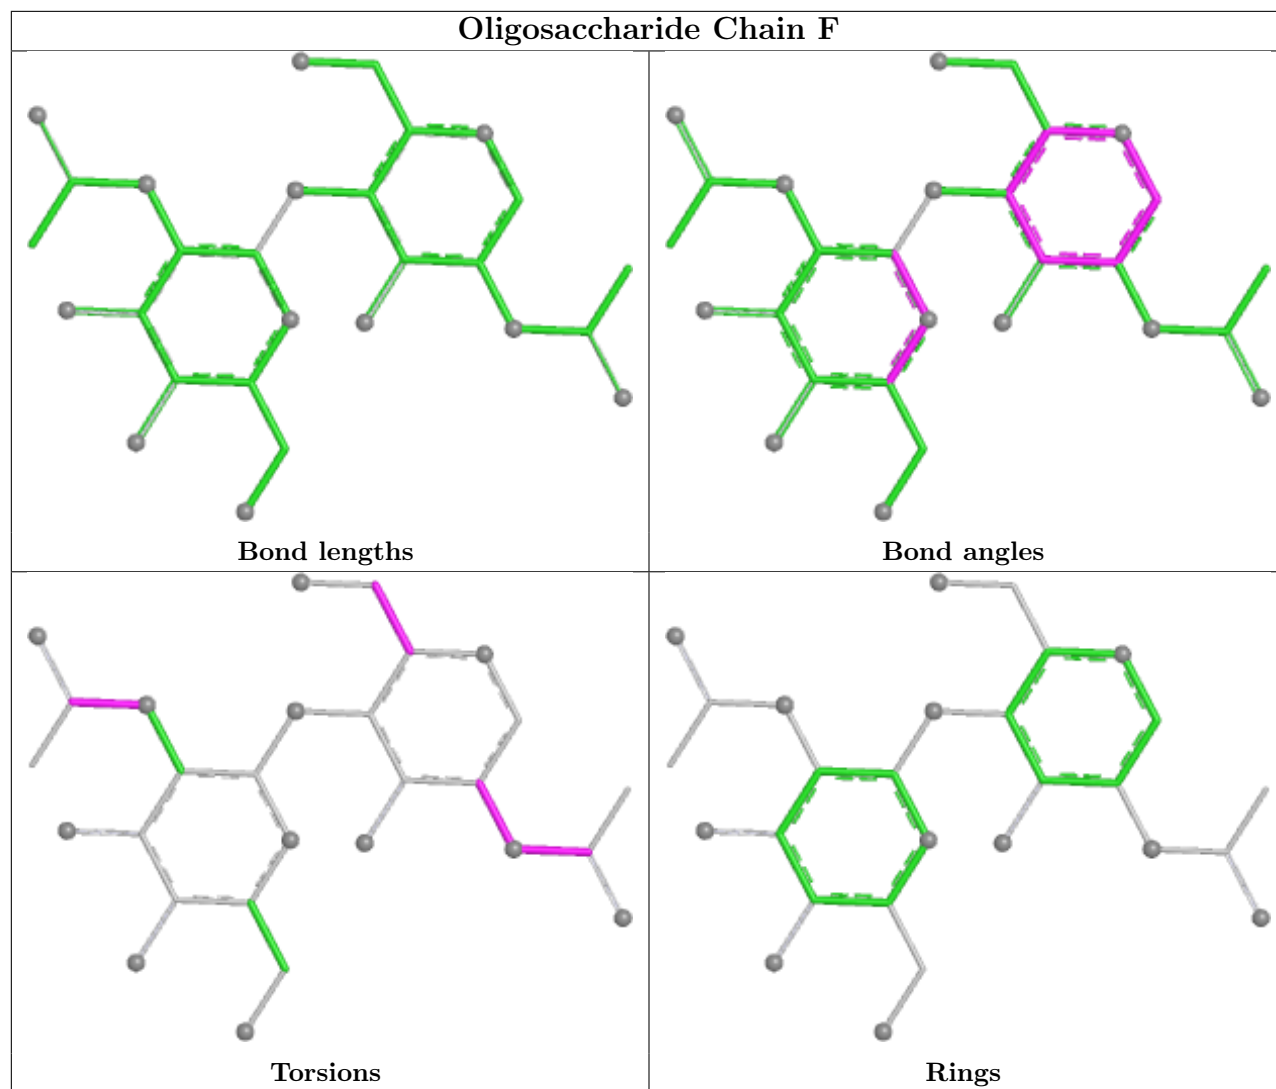 Oligosaccharide Chain F
Bond lengths
Bond angles
Torsions
Rings